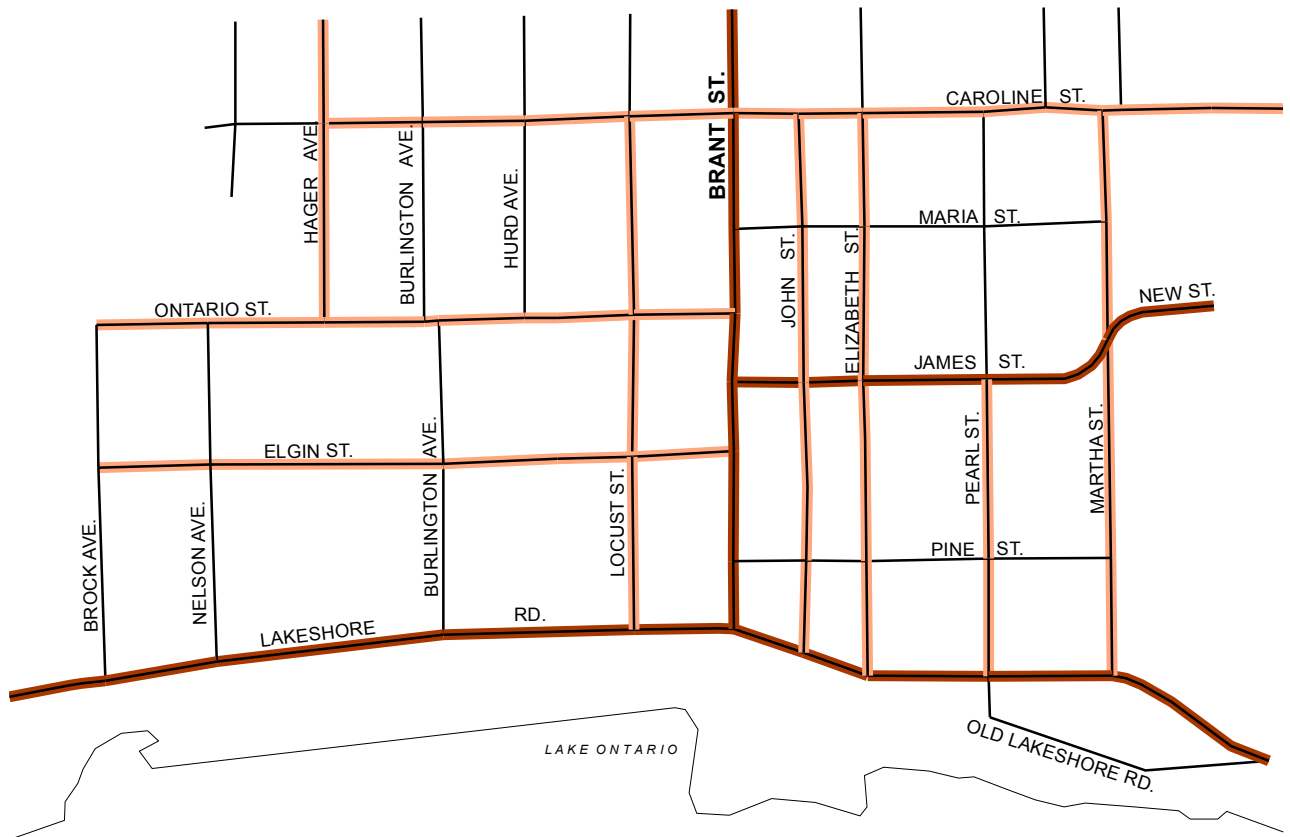 CAROLINE ST.
BRANT ST.
HAGER AVE.
BURLINGTON AVE.
HURD AVE.
MARIA ST.
JOHN ST.
ELIZABETH ST.
NEW ST.
ONTARIO ST.
JAMES ST.
ELGIN ST.
BURLINGTON AVE.
LOCUST ST.
PEARL ST.
MARTHA ST.
BROCK AVE.
NELSON AVE.
PINE ST.
LAKESHORE RD.
LAKE ONTARIO
OLD LAKESHORE RD.